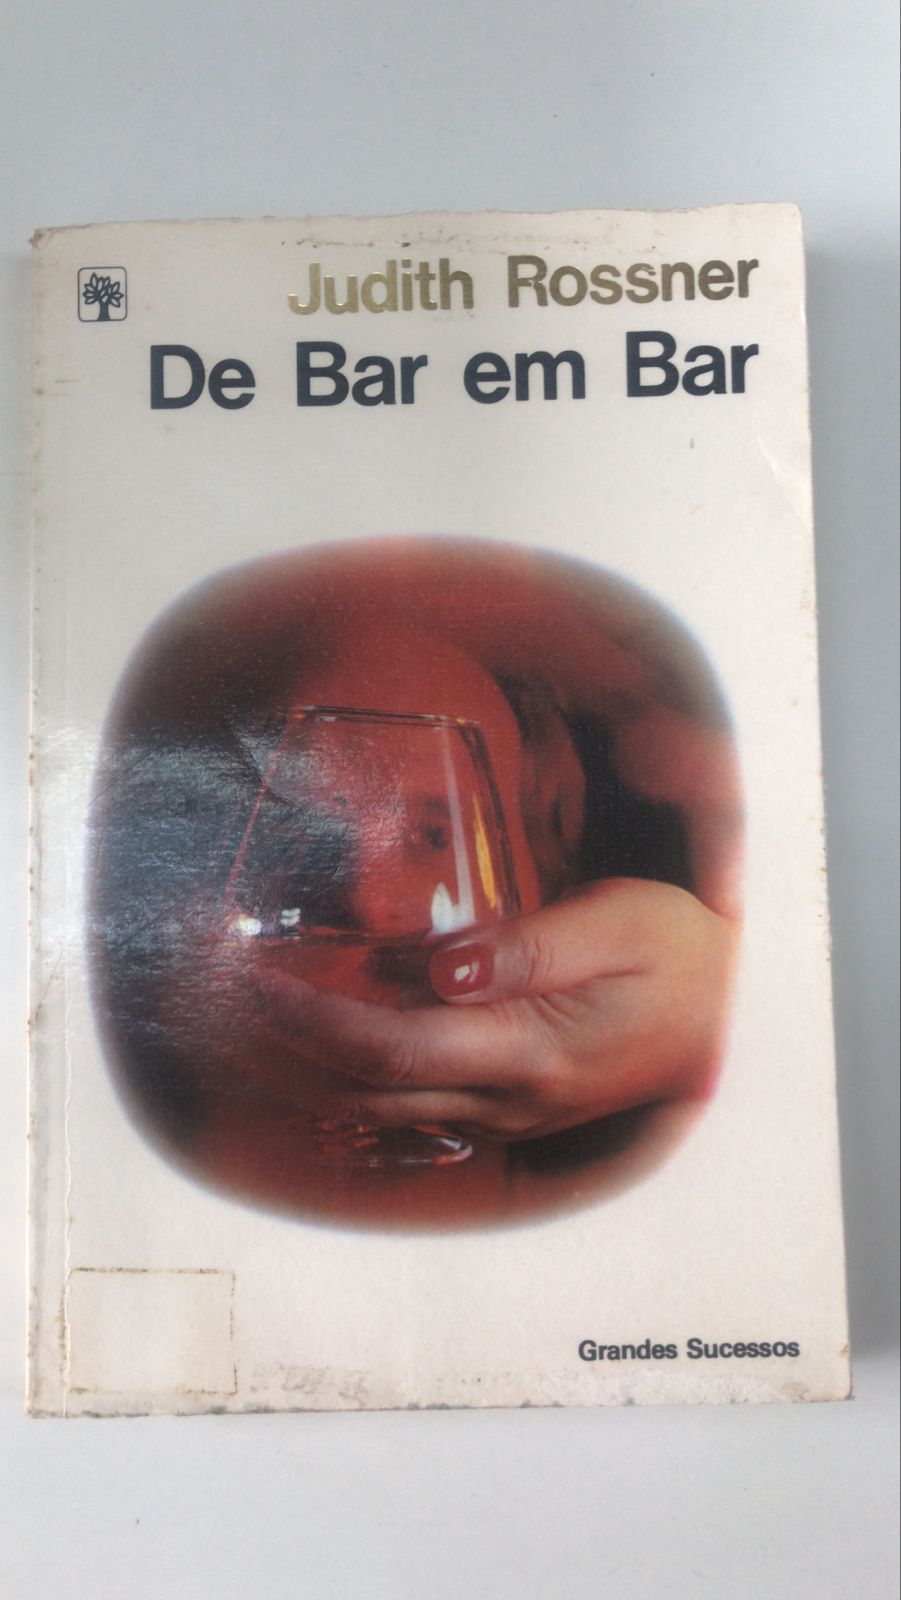 Judith Rossner
De Bar em Bar
Grandes Sucessos